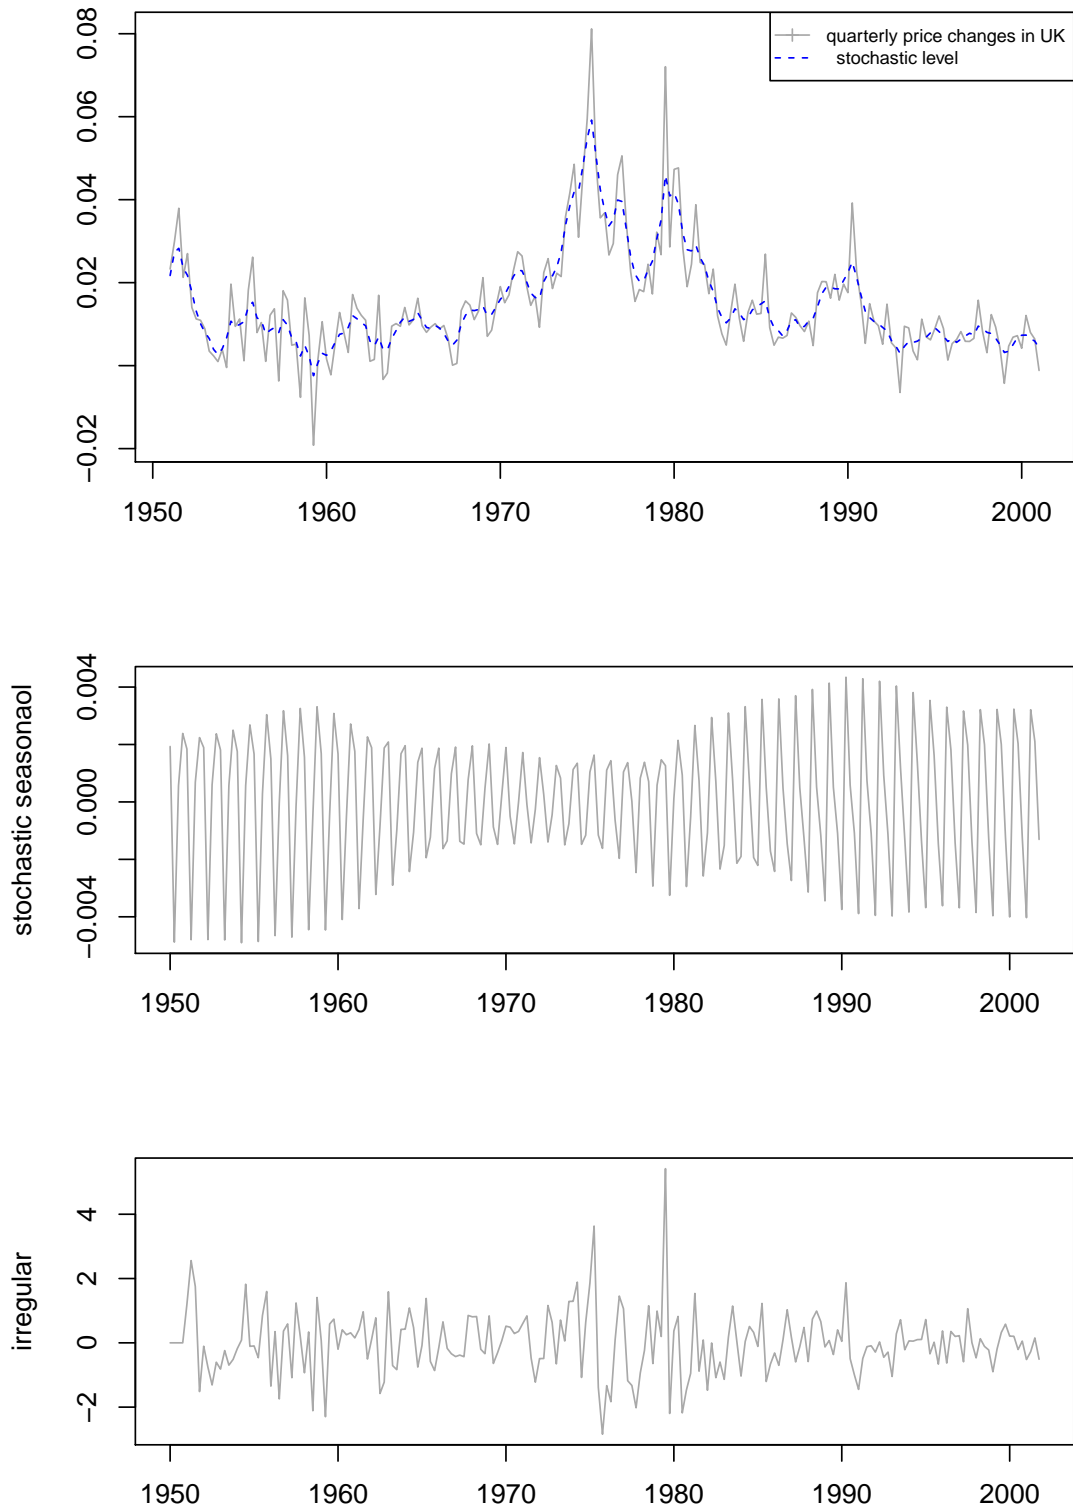 0.08
0.06
0.04
0.02
−0.02
quarterly price changes in UK
stochastic level
1950 1960 1970 1980 1990 2000
stochastic seasonaol
0.004
0.000
−0.004
1950 1960 1970 1980 1990 2000
irregular
4
2
0
−2
1950 1960 1970 1980 1990 2000